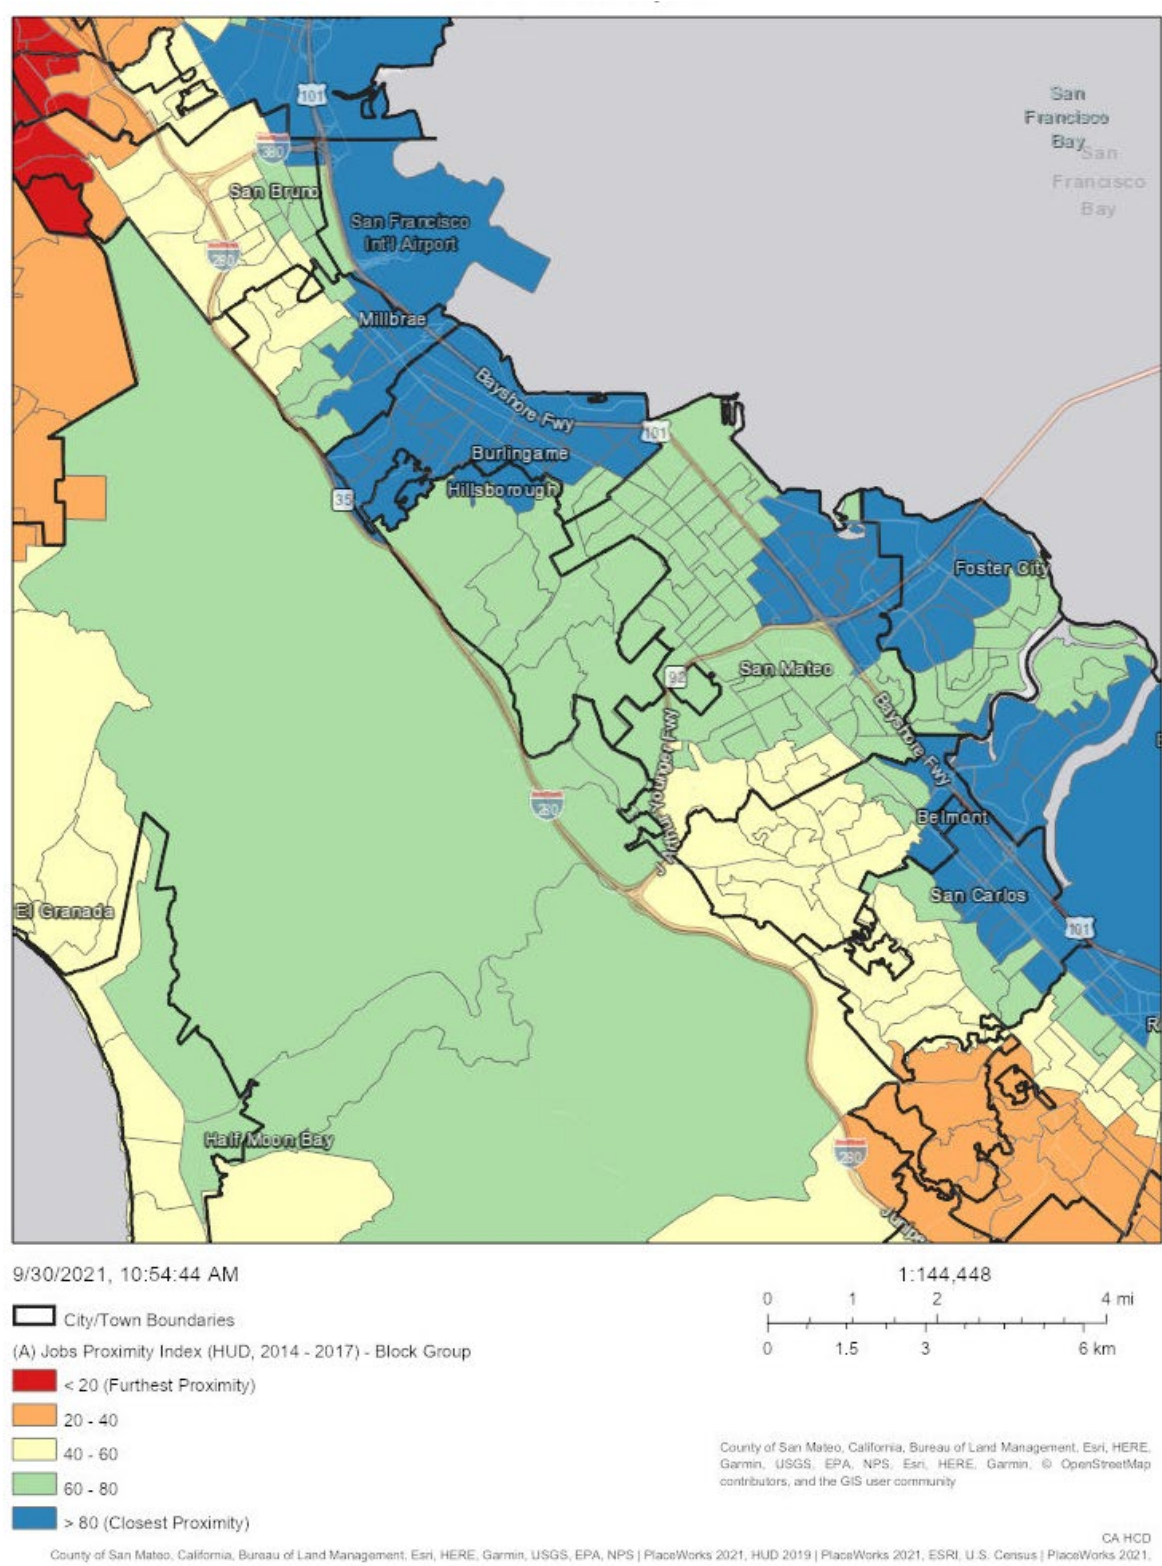 San
Francisco
Bay
San
Francisco
Bay
101
380
San Bruno
San Francisco
Int'l Airport
280
Millbrae
Bayshore Fwy
101
Burlingame
Hillsborough
35
Foster City
92
San Mateo
Bayshore Fwy
280
Belmont
San Carlos
El Granada
101
R
Half Moon Bay
280
9/30/2021, 10:54:44 AM
1:144,448
0 1 2 4 mi
0 1.5 3 6 km
City/Town Boundaries
(A) Jobs Proximity Index (HUD, 2014 - 2017) - Block Group
< 20 (Furthest Proximity)
20 - 40
40 - 60
60 - 80
> 80 (Closest Proximity)
County of San Mateo, California, Bureau of Land Management, Esri, HERE,
Garmin, USGS, EPA, NPS, Esri, HERE, Garmin, © OpenStreetMap
contributors, and the GIS user community
CA HCD
County of San Mateo, California, Bureau of Land Management, Esri, HERE, Garmin, USGS, EPA, NPS | PlaceWorks 2021, HUD 2019 | PlaceWorks 2021, ESRI, U.S. Census | PlaceWorks 2021,